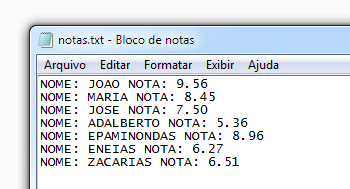 notas.txt - Bloco de notas
Arquivo Editar Formatar Exibir Ajuda
NOME: JOAO NOTA: 9.56
NOME: MARIA NOTA: 8.45
NOME: JOSE NOTA: 7.50
NOME: ADALBERTO NOTA: 5.36
NOME: EPAMINONDAS NOTA: 8.96
NOME: ENEIAS NOTA: 6.27
NOME: ZACARIAS NOTA: 6.51